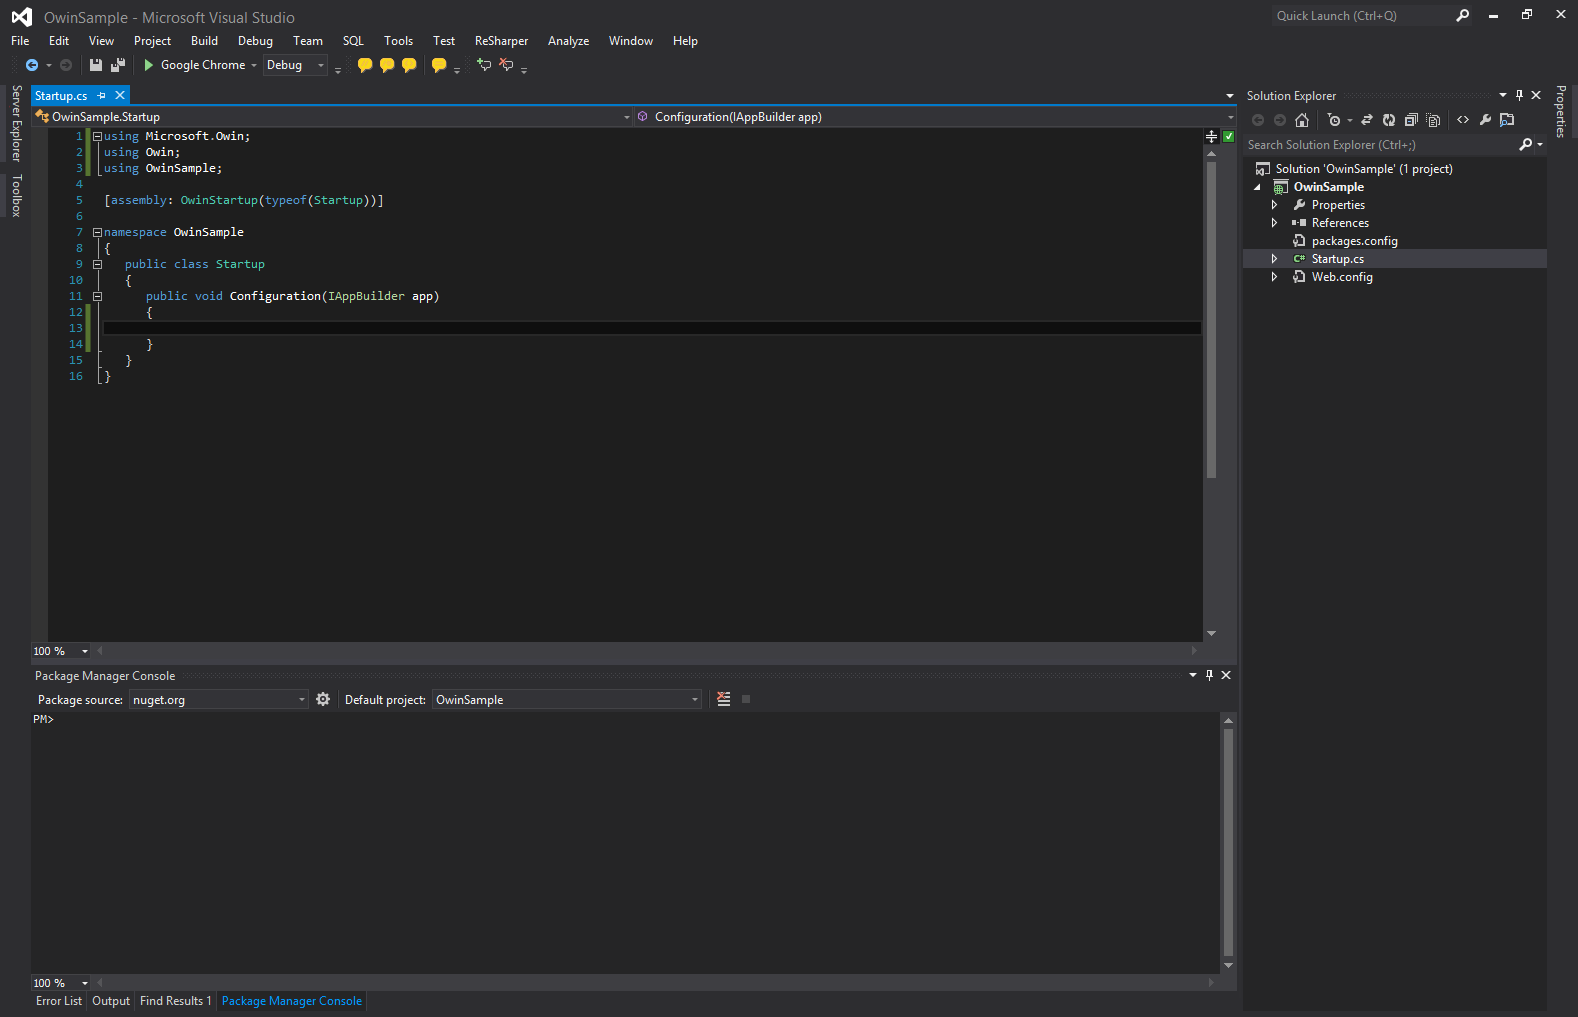 OwinSample - Microsoft Visual Studio
Quick Launch (Ctrl+Q)
File Edit View Project Build Debug Team SQL Tools Test ReSharper Analyze Window Help
Google Chrome Debug
Server Explorer
Toolbox
Startup.cs
OwinSample.Startup
Configuration(IAppBuilder app)
1 using Microsoft.Owin;
2 using Owin;
3 using OwinSample;
4
5 [assembly: OwinStartup(typeof(Startup))]
6
7 namespace OwinSample
8 {
9 public class Startup
10 {
11 public void Configuration(IAppBuilder app)
12 {
13
14 }
15 }
16 }
100 %
Package Manager Console
Package source: nuget.org Default project: OwinSample
PM>
100 %
Error List Output Find Results 1 Package Manager Console
Solution Explorer
Search Solution Explorer (Ctrl+;)
Solution 'OwinSample' (1 project)
OwinSample
Properties
References
packages.config
C# Startup.cs
Web.config
Properties